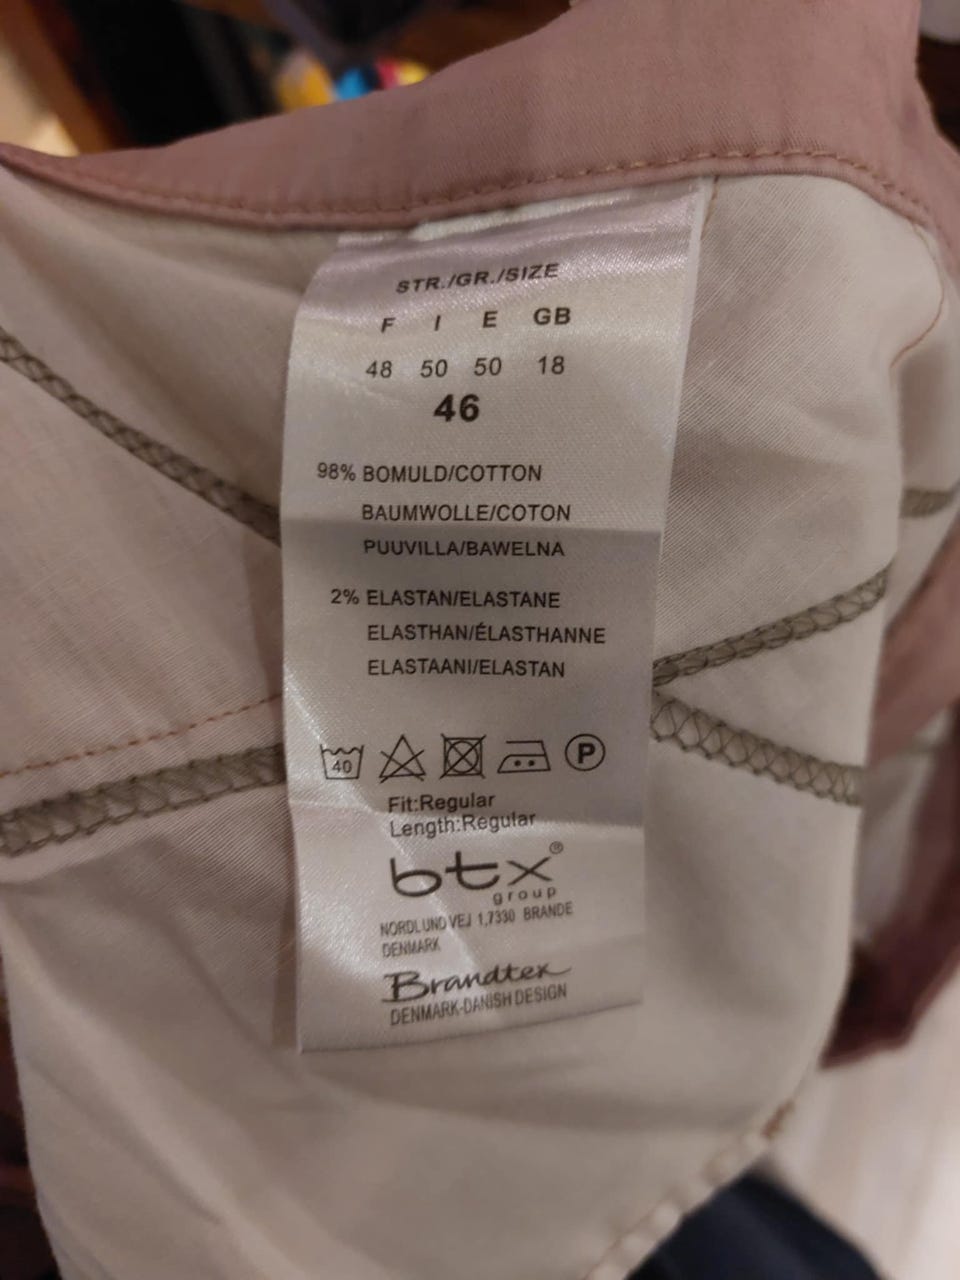 STR./GR./SIZE
F I E GB
48 50 50 18
46
98% BOMULD/COTTON
BAUMWOLLE/COTON
PUUVILLA/BAWELNA
2% ELASTAN/ELASTANE
ELASTHAN/ÉLASTHANNE
ELASTAANI/ELASTAN
40 P
Fit:Regular
Length:Regular
btx®
group
NORDLUNDVEJ 1,7330 BRANDE
DENMARK
Brandtex
DENMARK-DANISH DESIGN